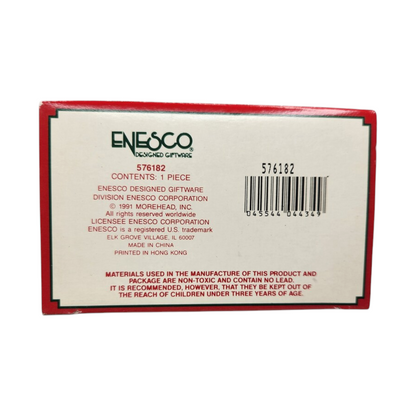 ENESCO®
DESIGNED GIFTWARE
576182
CONTENTS: 1 PIECE
ENESCO DESIGNED GIFTWARE
DIVISION ENESCO CORPORATION
© 1991 MOREHEAD, INC.
All rights reserved worldwide
LICENSEE ENESCO CORPORATION
ENESCO is a registered U.S. trademark
ELK GROVE VILLAGE, IL 60007
MADE IN CHINA
PRINTED IN HONG KONG
576182
045544 044349
MATERIALS USED IN THE MANUFACTURE OF THIS PRODUCT AND
PACKAGE ARE NON-TOXIC AND CONTAIN NO LEAD.
IT IS RECOMMENDED, HOWEVER, THAT THEY BE KEPT OUT OF
THE REACH OF CHILDREN UNDER THREE YEARS OF AGE.